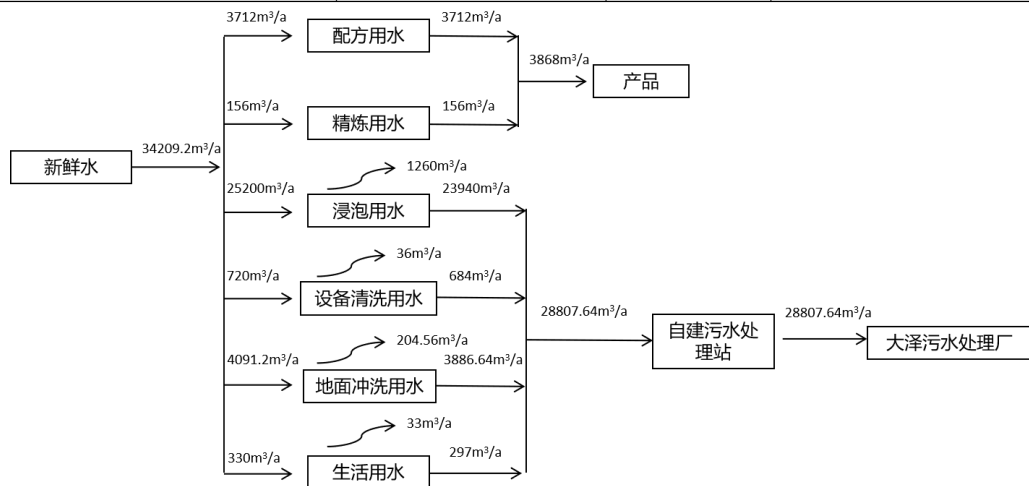 3712m³/a
配方用水
3712m³/a
3868m³/a
产品
156m³/a
精炼用水
156m³/a
新鲜水
34209.2m³/a
1260m³/a
25200m³/a
浸泡用水
23940m³/a
36m³/a
720m³/a
设备清洗用水
684m³/a
28807.64m³/a
自建污水处
理站
28807.64m³/a
大泽污水处理厂
204.56m³/a
4091.2m³/a
地面冲洗用水
3886.64m³/a
33m³/a
330m³/a
生活用水
297m³/a